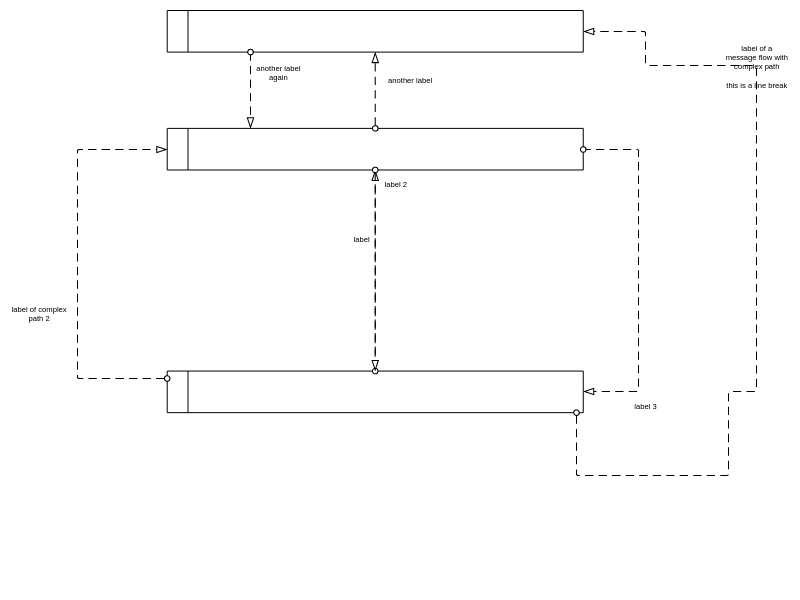 label of a
message flow with
complex path
this is a line break
another label
again
another label
label 2
label
label of complex
path 2
label 3